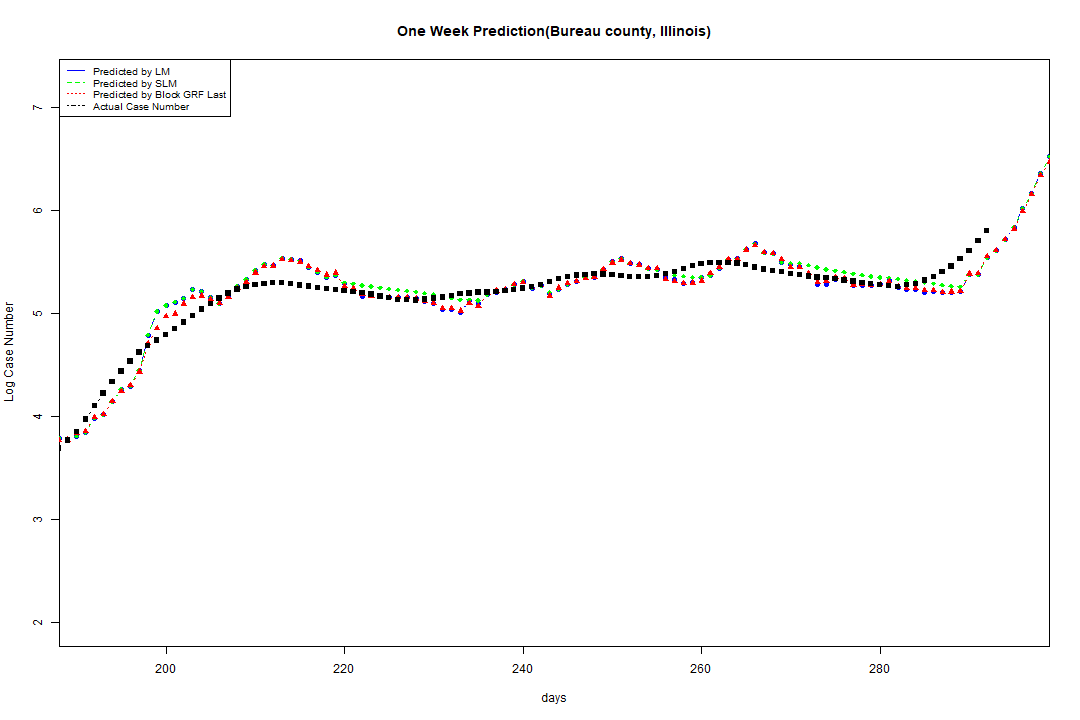 One Week Prediction(Bureau county, Illinois)
Predicted by LM
Predicted by SLM
Predicted by Block GRF Last
Actual Case Number
7
6
5
4
3
2
Log Case Number
200 220 240 260 280
days